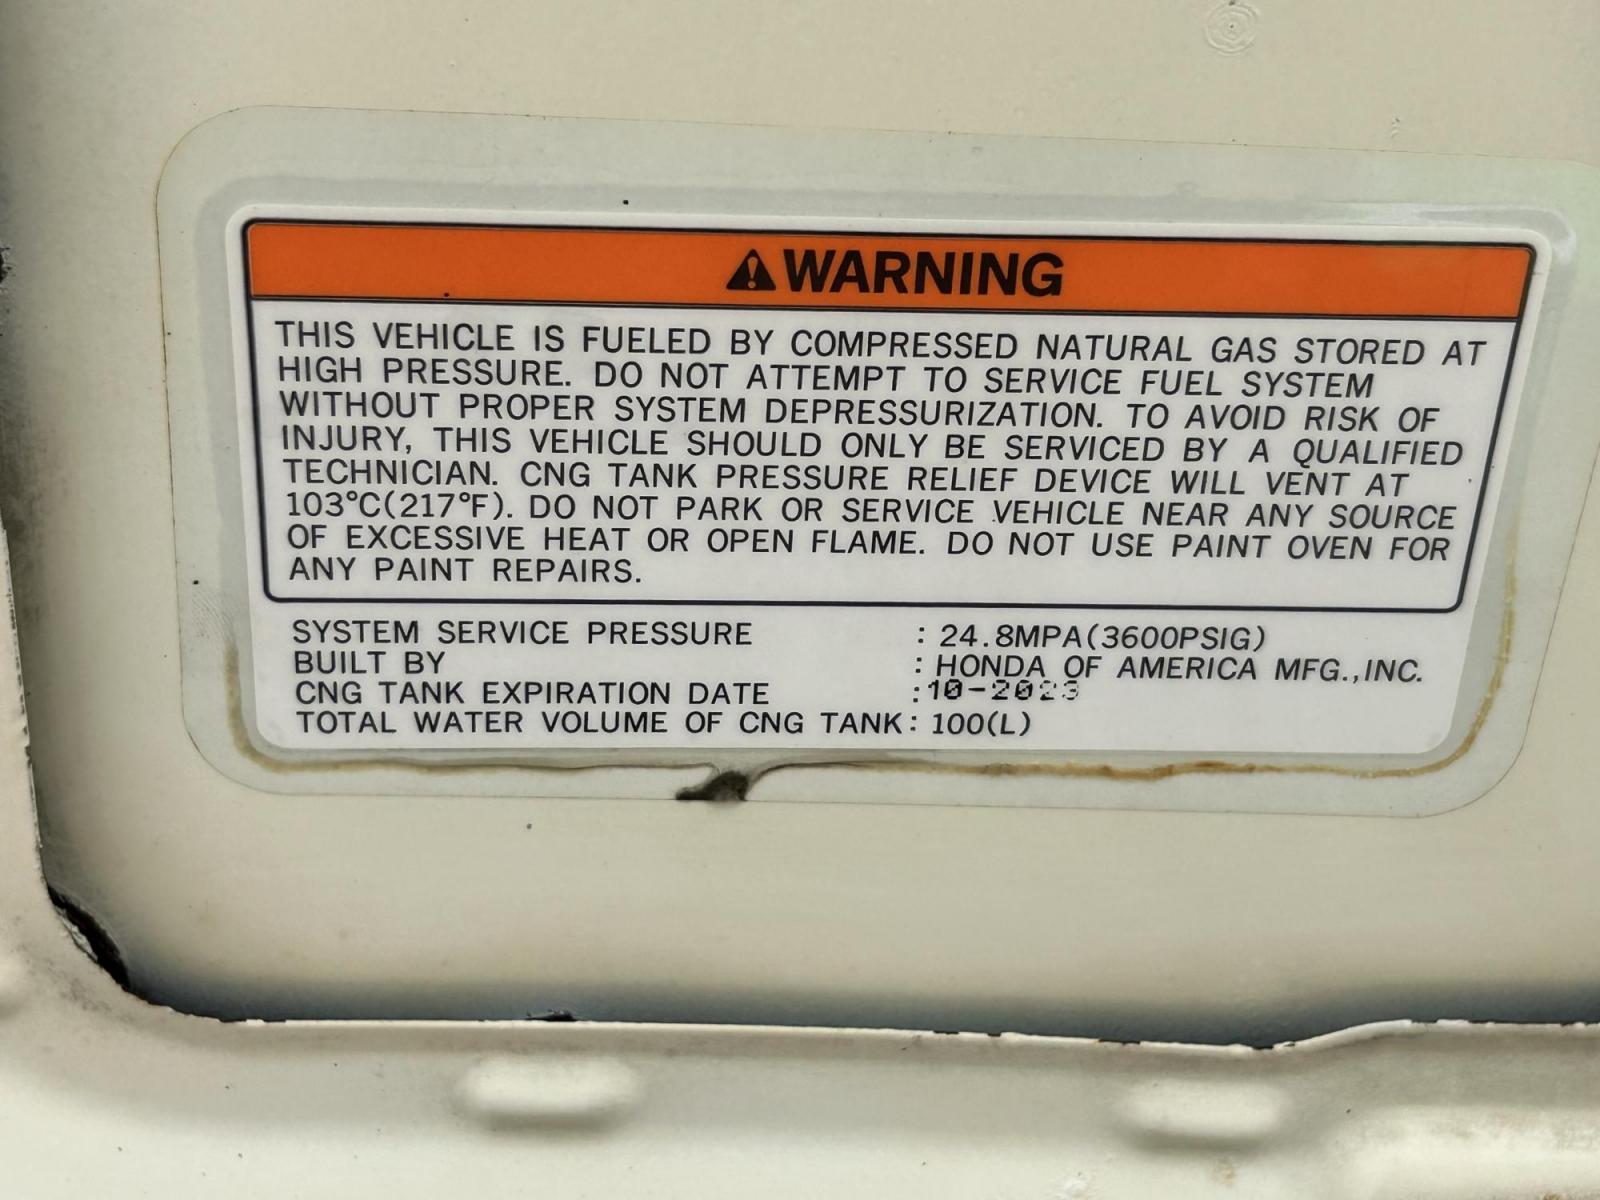 WARNING
THIS VEHICLE IS FUELED BY COMPRESSED NATURAL GAS STORED AT
HIGH PRESSURE. DO NOT ATTEMPT TO SERVICE FUEL SYSTEM
WITHOUT PROPER SYSTEM DEPRESSURIZATION. TO AVOID RISK OF
INJURY, THIS VEHICLE SHOULD ONLY BE SERVICED BY A QUALIFIED
TECHNICIAN. CNG TANK PRESSURE RELIEF DEVICE WILL VENT AT
103°C(217°F). DO NOT PARK OR SERVICE VEHICLE NEAR ANY SOURCE
OF EXCESSIVE HEAT OR OPEN FLAME. DO NOT USE PAINT OVEN FOR
ANY PAINT REPAIRS.
SYSTEM SERVICE PRESSURE : 24.8MPA(3600PSIG)
BUILT BY : HONDA OF AMERICA MFG.,INC.
CNG TANK EXPIRATION DATE :10-2023
TOTAL WATER VOLUME OF CNG TANK: 100(L)